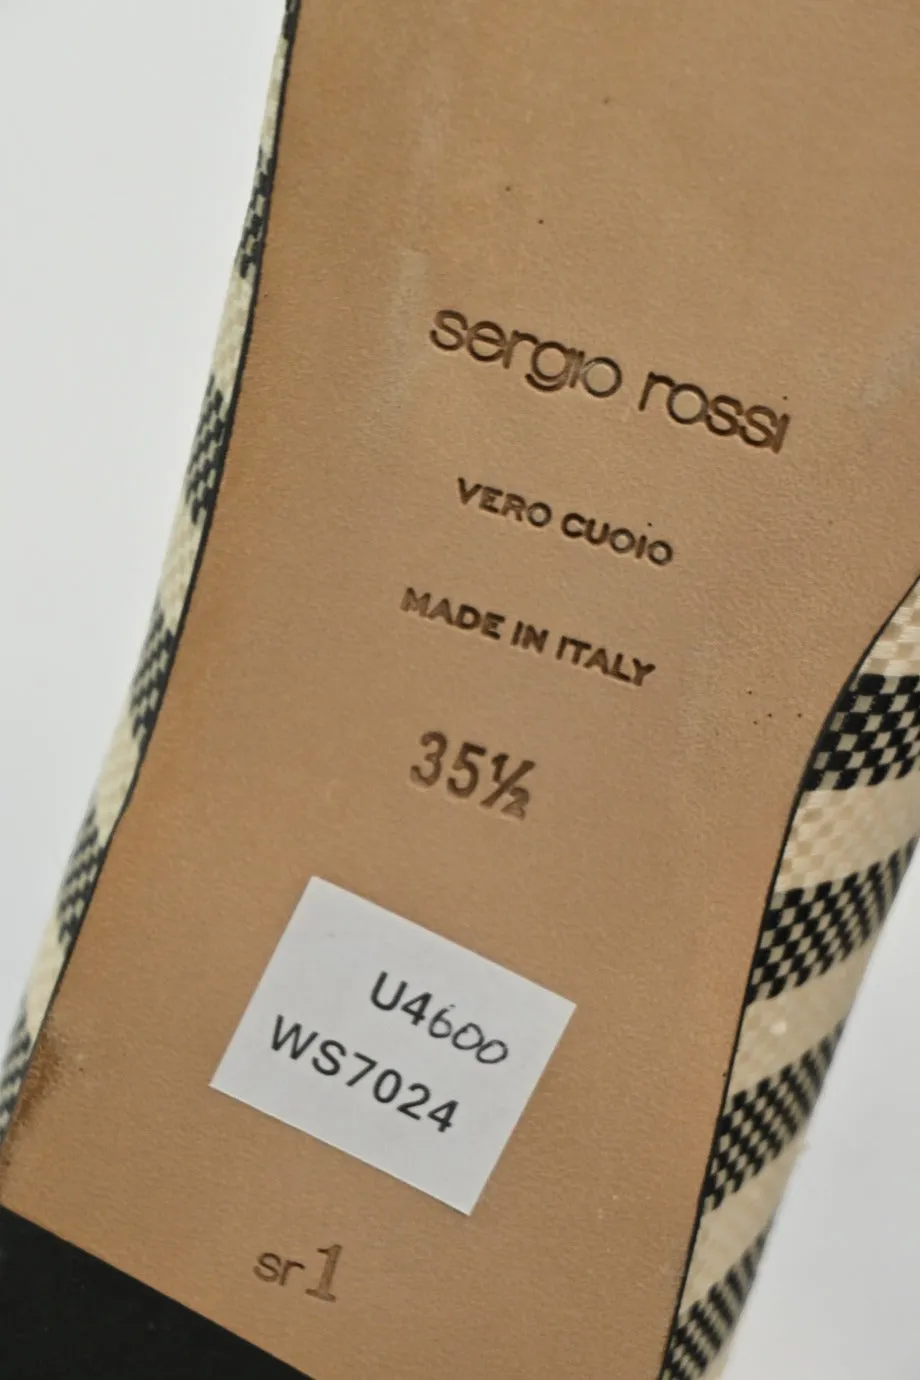 sergio rossi
VERO CUOIO
MADE IN ITALY
35½
U4600
WS7024
sr1